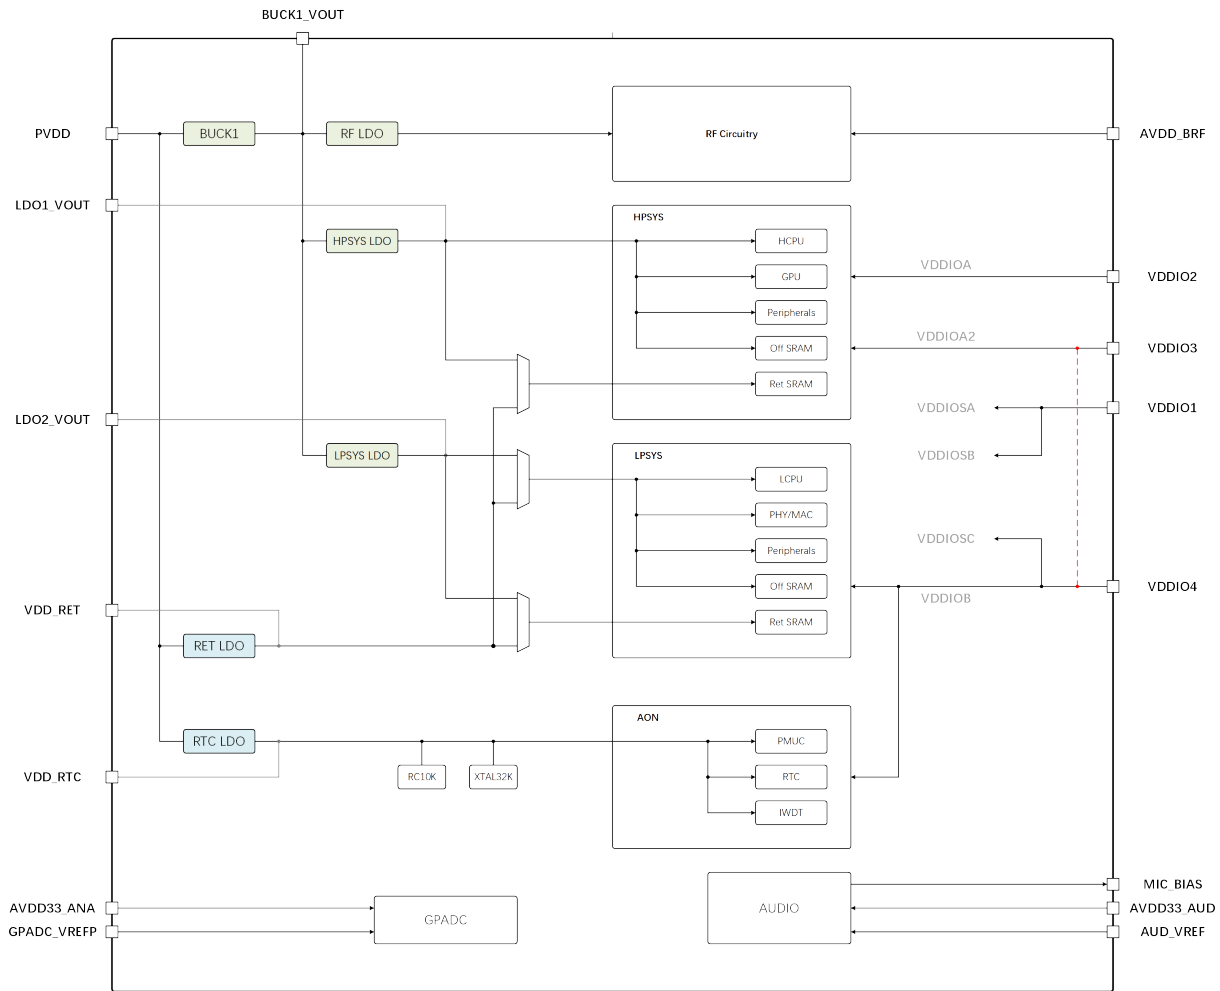 BUCK1_VOUT
PVDD
BUCK1
RF LDO
RF Circuitry
AVDD_BRF
LDO1_VOUT
HPSYS
HPSYS LDO
HCPU
VDDIOA
GPU
VDDIO2
Peripherals
VDDIOA2
Off SRAM
VDDIO3
Ret SRAM
VDDIOSA
VDDIO1
LDO2_VOUT
LPSYS LDO
LPSYS
VDDIOSB
LCPU
PHY/MAC
VDDIOSC
Peripherals
Off SRAM
VDDIOB
VDDIO4
VDD_RET
Ret SRAM
RET LDO
AON
RTC LDO
PMUC
VDD_RTC
RC10K
XTAL32K
RTC
IWDT
MIC_BIAS
AVDD33_ANA
GPADC
AUDIO
AVDD33_AUD
GPADC_VREFP
AUD_VREF